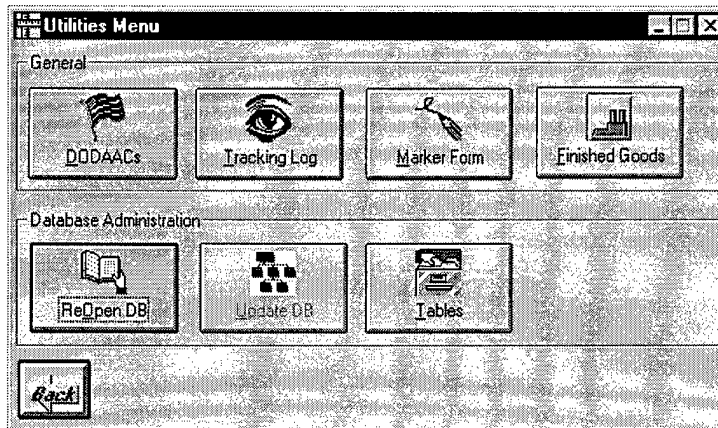 Utilities Menu
General
DODAACs
Tracking Log
Marker Form
Finished Goods
Database Administration
ReOpen DB
Update DB
Tables
Back